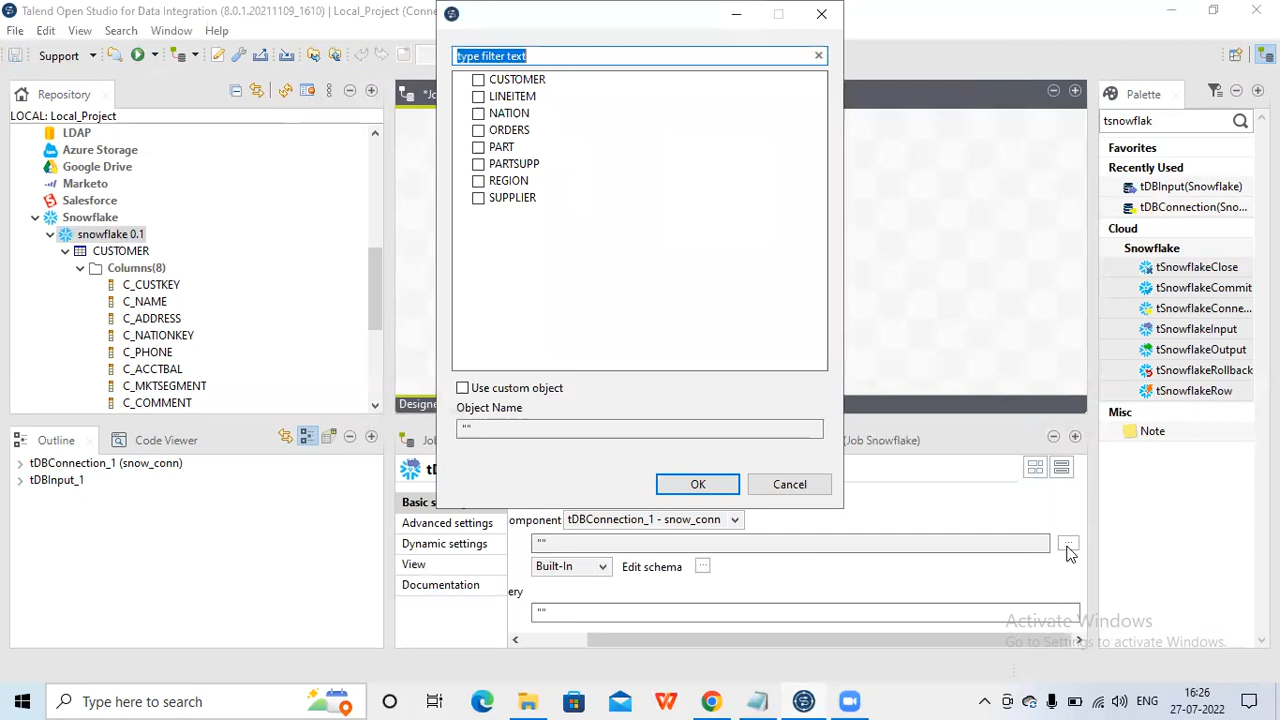 Talend Open Studio for Data Integration (8.0.1.20211109_1610) | Local_Project (Conne
File Edit View Search Window Help
Support
Repository
LOCAL: Local_Project
LDAP
Azure Storage
Google Drive
Marketo
Salesforce
Snowflake
snowflake 0.1
CUSTOMER
Columns(8)
C_CUSTKEY
C_NAME
C_ADDRESS
C_NATIONKEY
C_PHONE
C_ACCTBAL
C_MKTSEGMENT
C_COMMENT
Outline
Code Viewer
tDBConnection_1 (snow_conn)
tDBInput_1
type filter text
CUSTOMER
LINEITEM
NATION
ORDERS
PART
PARTSUPP
REGION
SUPPLIER
Use custom object
Object Name
""
OK Cancel
Designe
(Job Snowflake)
Basic s
Advanced settings
Dynamic settings
View
Documentation
omponent tDBConnection_1 - snow_conn
"" ...
Built-In Edit schema ...
ery
""
Palette
tsnowflak
Favorites
Recently Used
tDBInput(Snowflake)
tDBConnection(Sno...
Cloud
Snowflake
tSnowflakeClose
tSnowflakeCommit
tSnowflakeConne...
tSnowflakeInput
tSnowflakeOutput
tSnowflakeRollback
tSnowflakeRow
Misc
Note
Activate Windows
Go to Settings to activate Windows.
Type here to search
ENG
16:26
27-07-2022